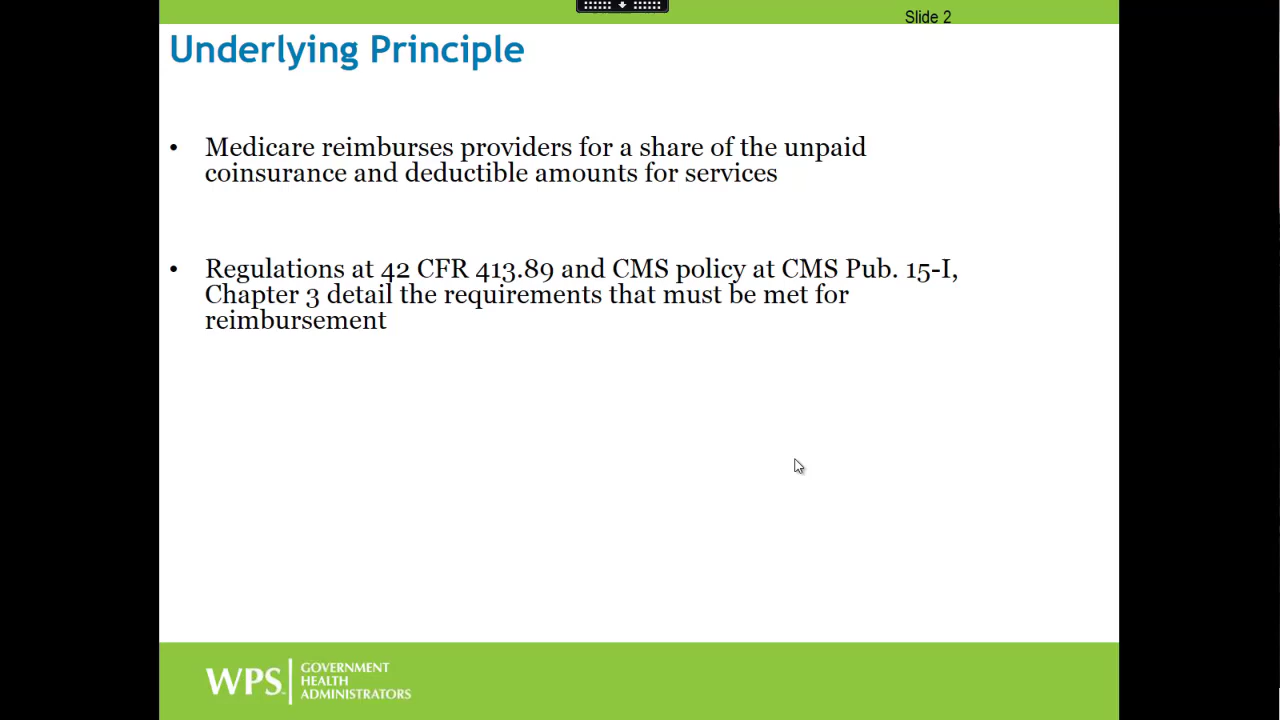 Slide 2
Underlying Principle
• Medicare reimburses providers for a share of the unpaid
coinsurance and deductible amounts for services
• Regulations at 42 CFR 413.89 and CMS policy at CMS Pub. 15-I,
Chapter 3 detail the requirements that must be met for
reimbursement
WPS
GOVERNMENT
HEALTH
ADMINISTRATORS